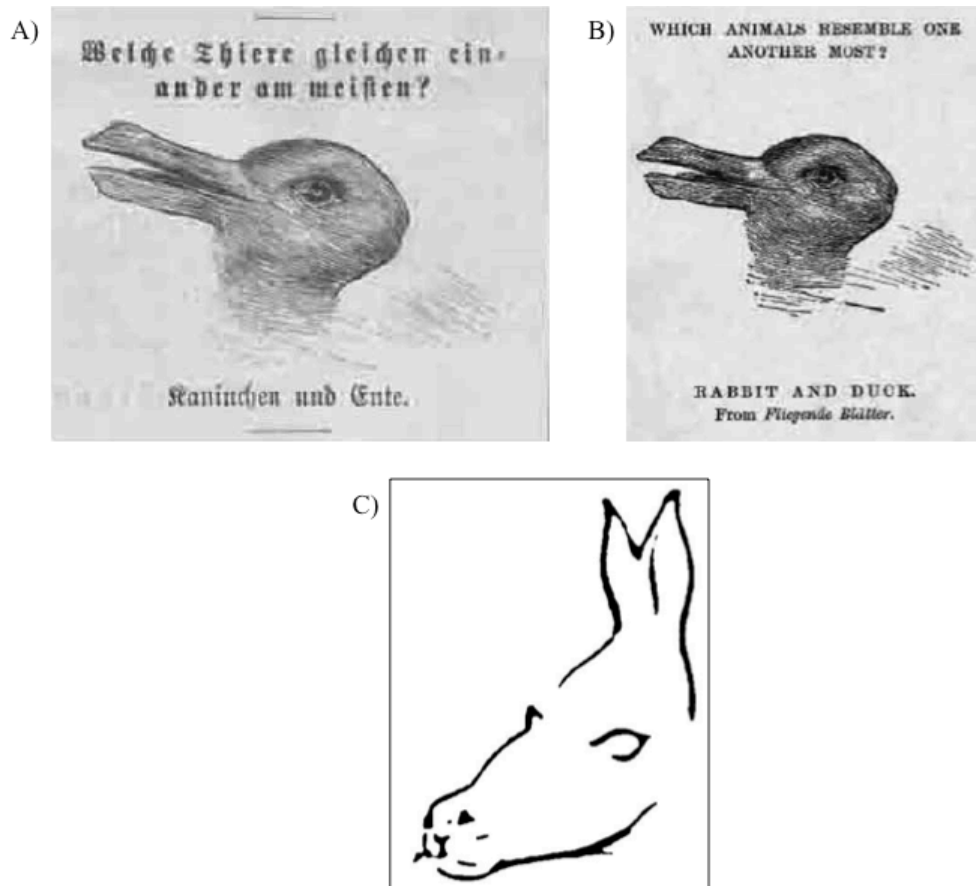 A)
Welche Thiere gleichen ein-
ander am meisten?
Kaninchen und Ente.
B)
WHICH ANIMALS RESEMBLE ONE
ANOTHER MOST?
RABBIT AND DUCK.
From Fliegende Blätter.
C)